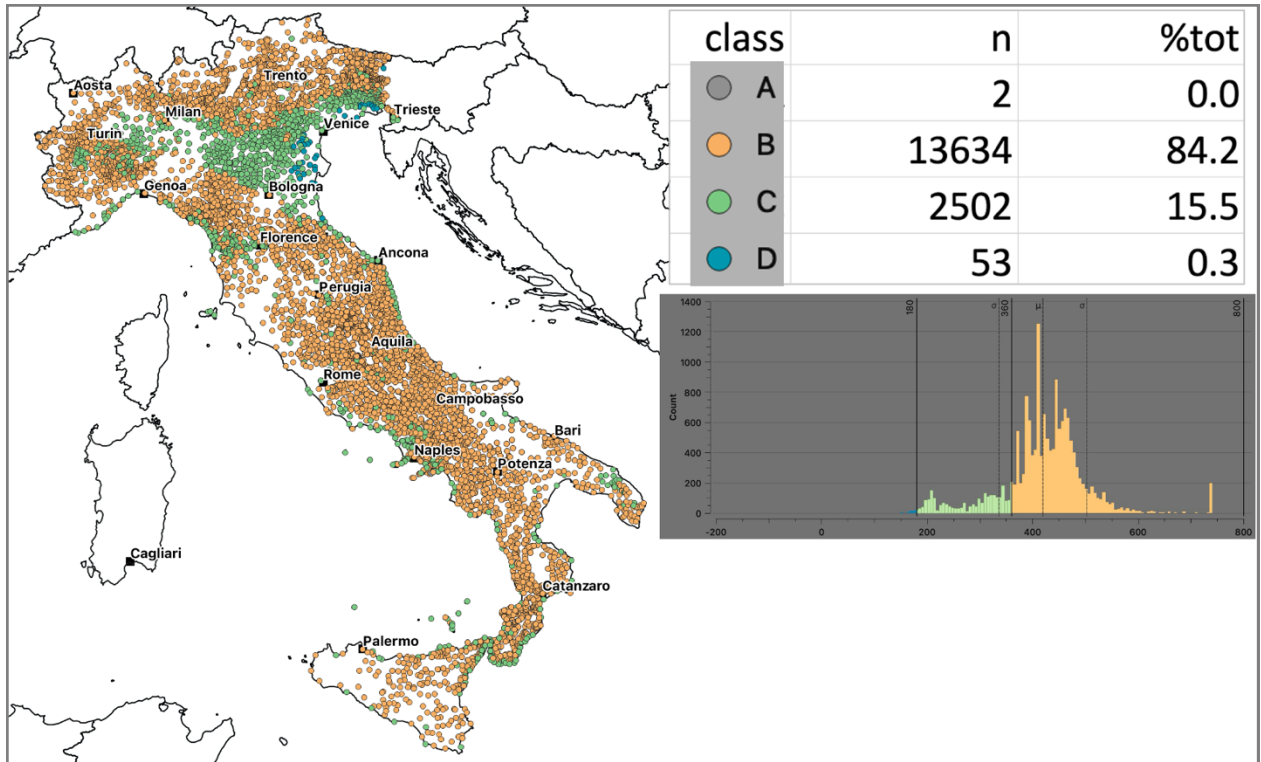 Aosta
Trento
Milan
Trieste
Venice
Turin
Genoa
Bologna
Florence
Ancona
Perugia
Aquila
Rome
Campobasso
Bari
Naples
Potenza
Cagliari
Catanzaro
Palermo
class n %tot
A 2 0.0
B 13634 84.2
C 2502 15.5
D 53 0.3
1400
1200
1000
800
600
400
200
0
Count
180
σ
360
μ
σ
800
-200 0 200 400 600 800